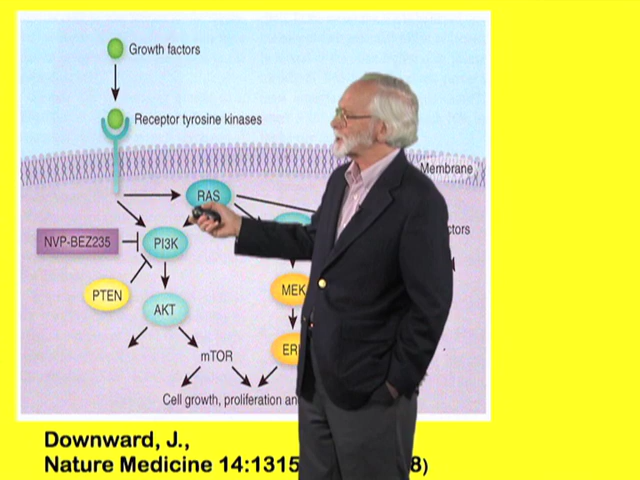 Growth factors
Receptor tyrosine kinases
Membrane
RAS
ctors
NVP-BEZ235
PI3K
PTEN
MEK
AKT
mTOR
ER
Cell growth, proliferation an
Downward, J.,
Nature Medicine 14:1315 8)